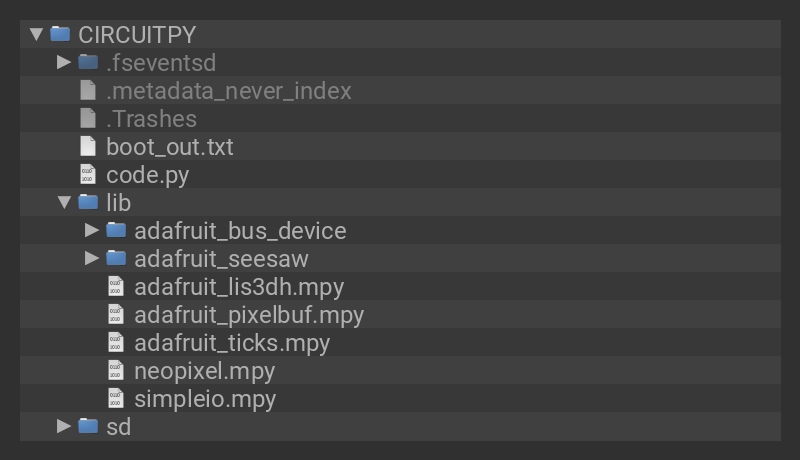 CIRCUITPY
.fseventsd
.metadata_never_index
.Trashes
boot_out.txt
code.py
lib
adafruit_bus_device
adafruit_seesaw
adafruit_lis3dh.mpy
adafruit_pixelbuf.mpy
adafruit_ticks.mpy
neopixel.mpy
simpleio.mpy
sd